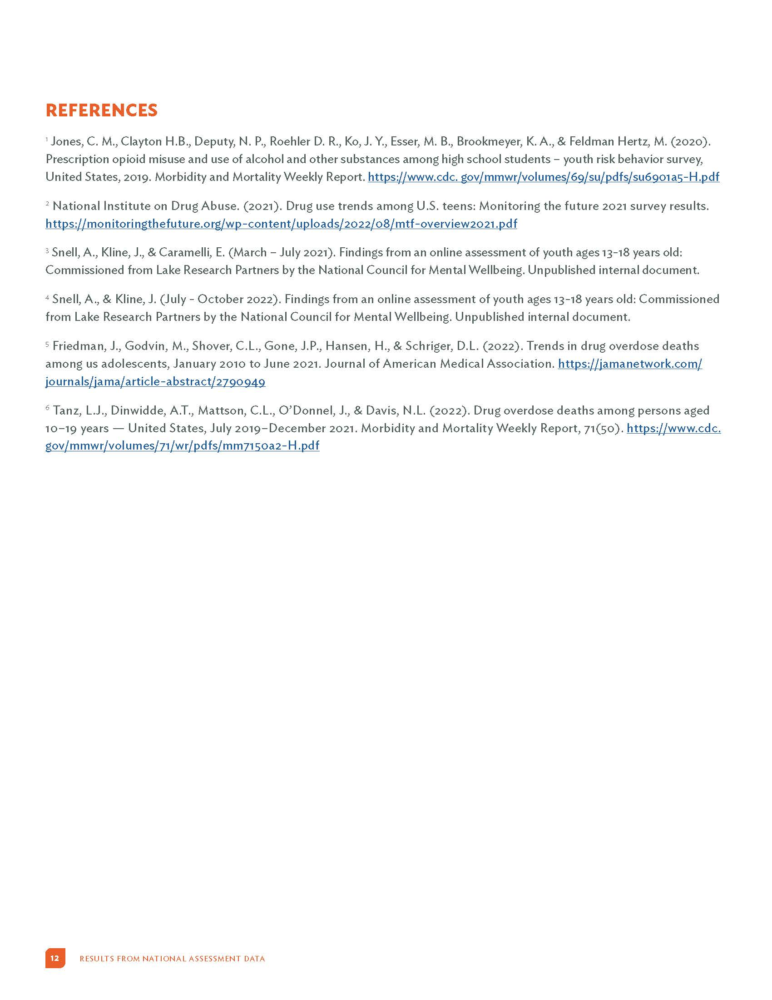 REFERENCES
1 Jones, C. M., Clayton H.B., Deputy, N. P., Roehler D. R., Ko, J. Y., Esser, M. B., Brookmeyer, K. A., & Feldman Hertz, M. (2020).
Prescription opioid misuse and use of alcohol and other substances among high school students – youth risk behavior survey,
United States, 2019. Morbidity and Mortality Weekly Report. https://www.cdc. gov/mmwr/volumes/69/su/pdfs/su6901a5-H.pdf
2 National Institute on Drug Abuse. (2021). Drug use trends among U.S. teens: Monitoring the future 2021 survey results.
https://monitoringthefuture.org/wp-content/uploads/2022/08/mtf-overview2021.pdf
3 Snell, A., Kline, J., & Caramelli, E. (March – July 2021). Findings from an online assessment of youth ages 13-18 years old:
Commissioned from Lake Research Partners by the National Council for Mental Wellbeing. Unpublished internal document.
4 Snell, A., & Kline, J. (July - October 2022). Findings from an online assessment of youth ages 13-18 years old: Commissioned
from Lake Research Partners by the National Council for Mental Wellbeing. Unpublished internal document.
5 Friedman, J., Godvin, M., Shover, C.L., Gone, J.P., Hansen, H., & Schriger, D.L. (2022). Trends in drug overdose deaths
among us adolescents, January 2010 to June 2021. Journal of American Medical Association. https://jamanetwork.com/
journals/jama/article-abstract/2790949
6 Tanz, L.J., Dinwidde, A.T., Mattson, C.L., O’Donnel, J., & Davis, N.L. (2022). Drug overdose deaths among persons aged
10–19 years — United States, July 2019–December 2021. Morbidity and Mortality Weekly Report, 71(50). https://www.cdc.
gov/mmwr/volumes/71/wr/pdfs/mm7150a2-H.pdf
12 RESULTS FROM NATIONAL ASSESSMENT DATA